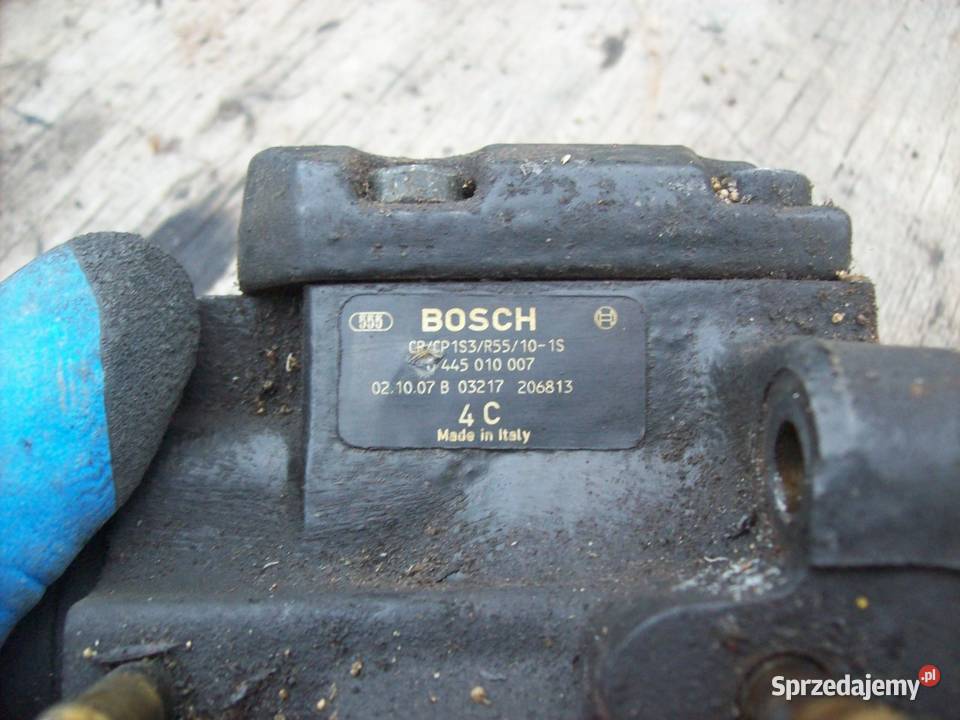 555 BOSCH
CR/CP1S3/R55/10-1S
445 010 007
02.10.07 B 03217 206813
4 C
Made in Italy
Sprzedajemy.pl